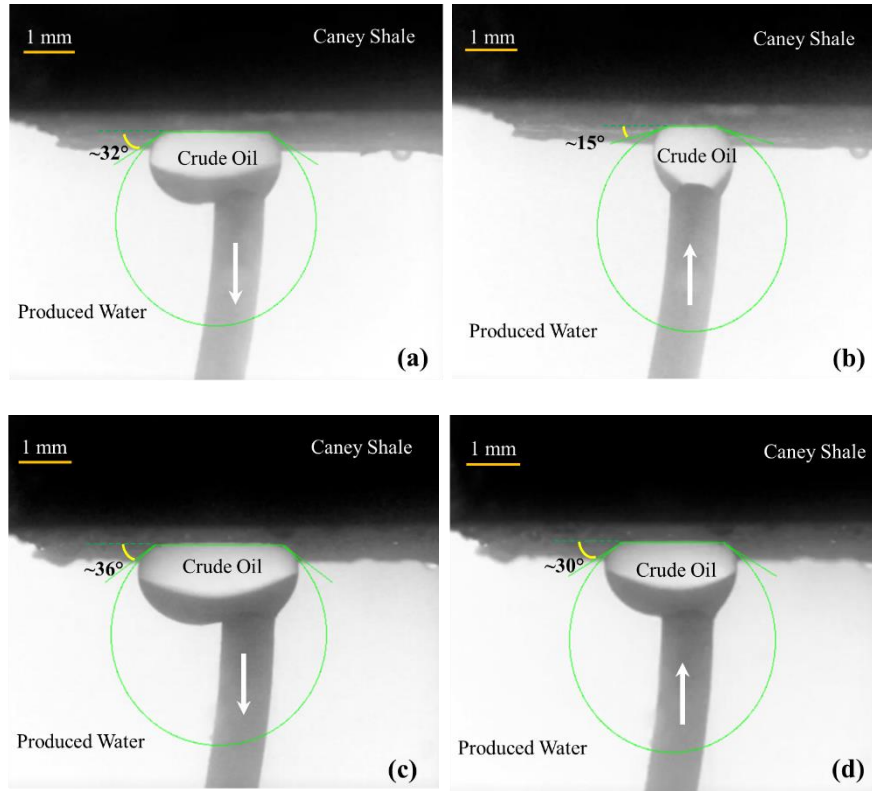 1 mm
Caney Shale
~32°
Crude Oil
Produced Water
(a)
1 mm
Caney Shale
~15°
Crude Oil
Produced Water
(b)
1 mm
Caney Shale
~36°
Crude Oil
Produced Water
(c)
1 mm
Caney Shale
~30°
Crude Oil
Produced Water
(d)